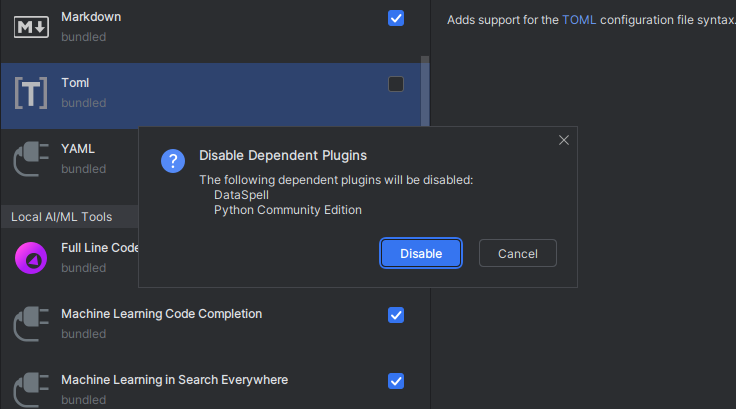 Markdown
bundled
Adds support for the TOML configuration file syntax.
Toml
bundled
YAML
bundled
Disable Dependent Plugins
The following dependent plugins will be disabled:
DataSpell
Python Community Edition
Disable Cancel
Local AI/ML Tools
Full Line Code
bundled
Machine Learning Code Completion
bundled
Machine Learning in Search Everywhere
bundled